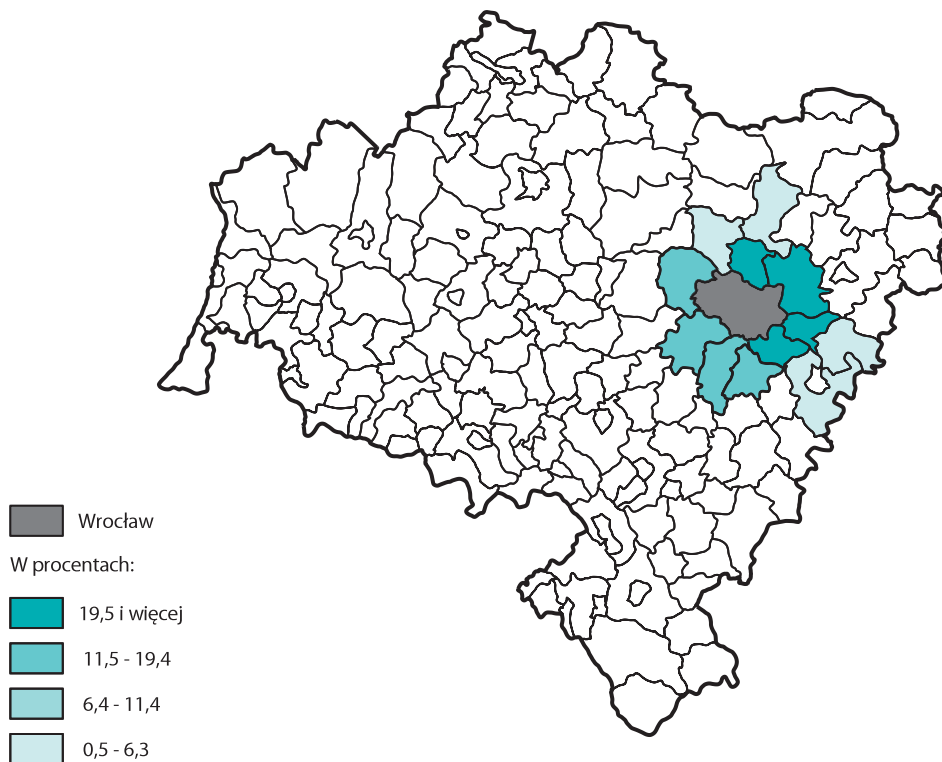 Wrocław
W procentach:
19,5 i więcej
11,5 - 19,4
6,4 - 11,4
0,5 - 6,3